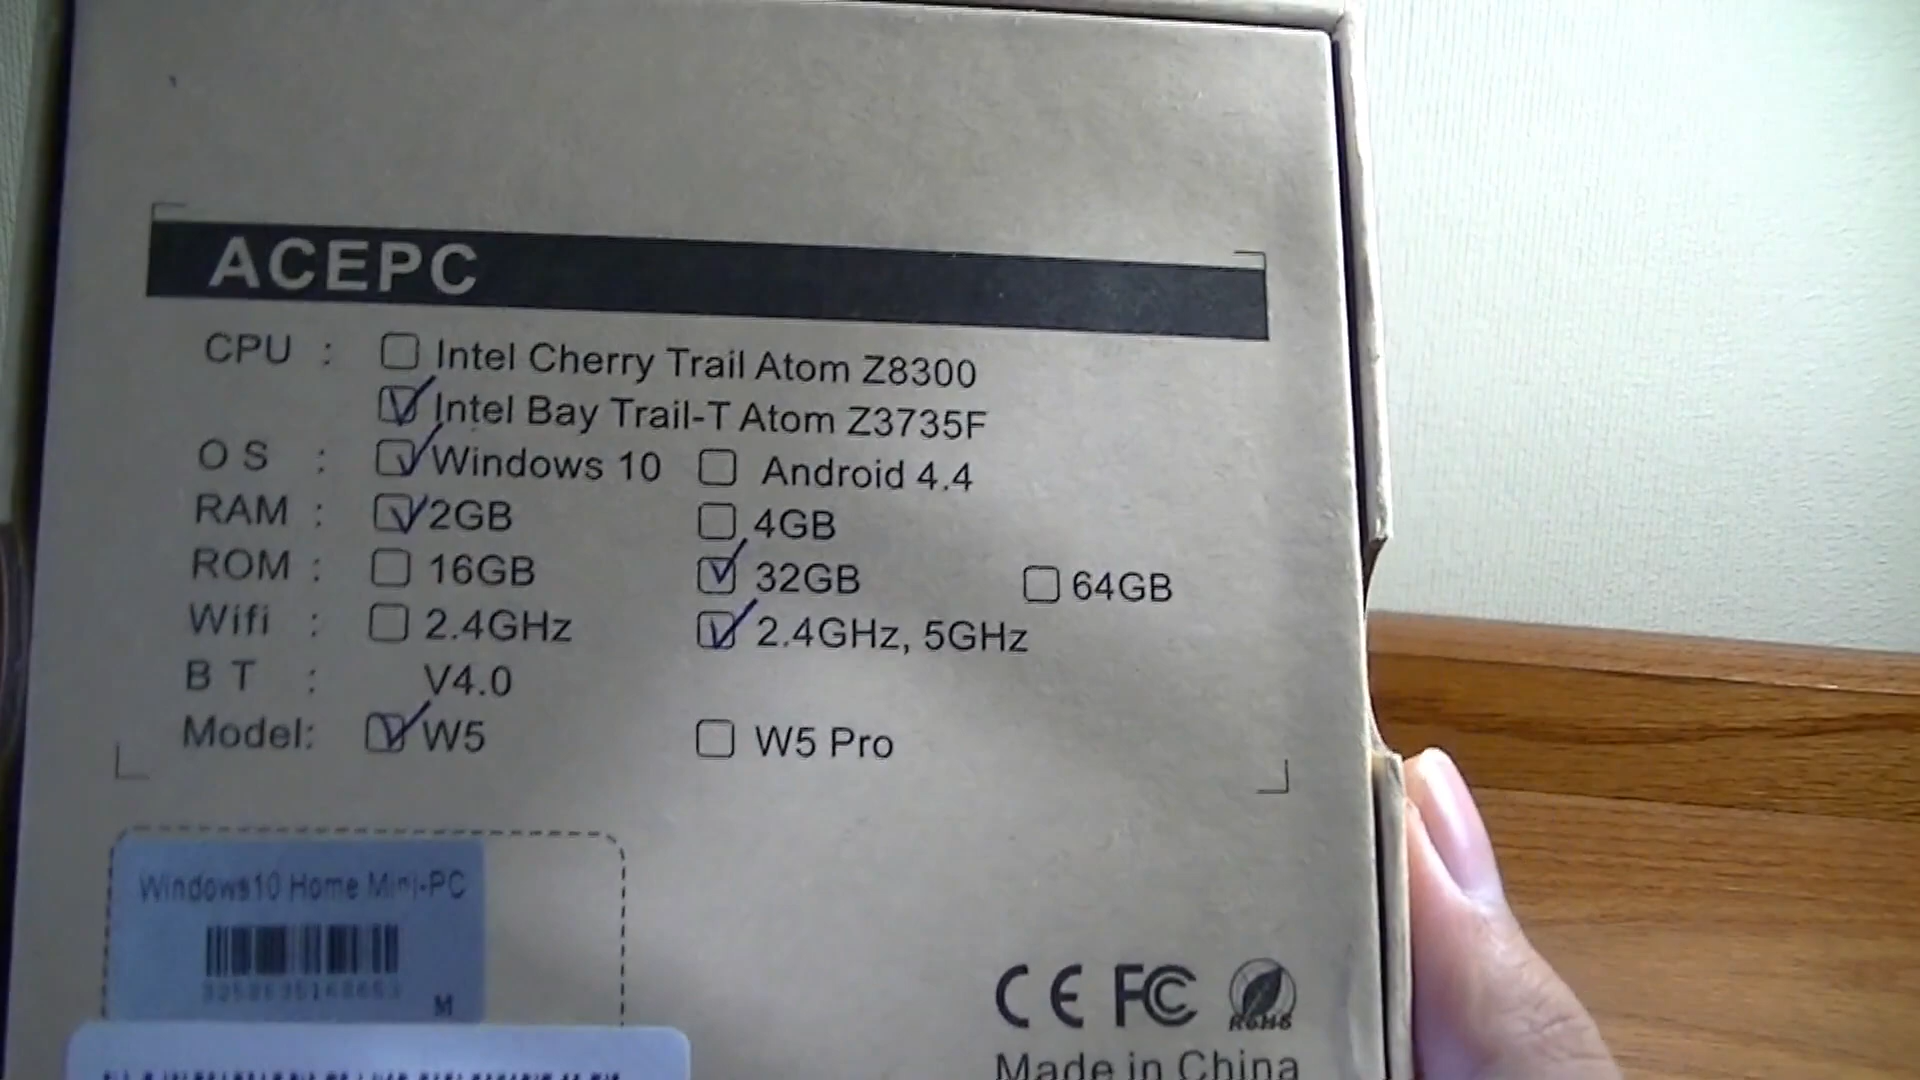 ACEPC
CPU : Intel Cherry Trail Atom Z8300
Intel Bay Trail-T Atom Z3735F
OS : Windows 10 Android 4.4
RAM : 2GB 4GB
ROM : 16GB 32GB 64GB
Wifi : 2.4GHz 2.4GHz, 5GHz
BT : V4.0
Model: W5 W5 Pro
Windows10 Home Mini-PC
M
CE FC RoHS
Made in China